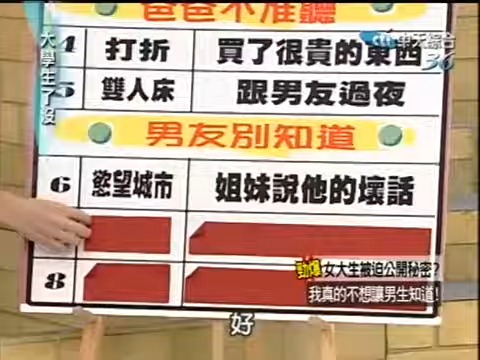 爸爸不准聽
大學生了沒
中天綜合
36
4 打折 買了很貴的東西
5 雙人床 跟男友過夜
男友別知道
6 慾望城市 姐妹說他的壞話
8
勁爆 女大生被迫公開秘密?
我真的不想讓男生知道!
好